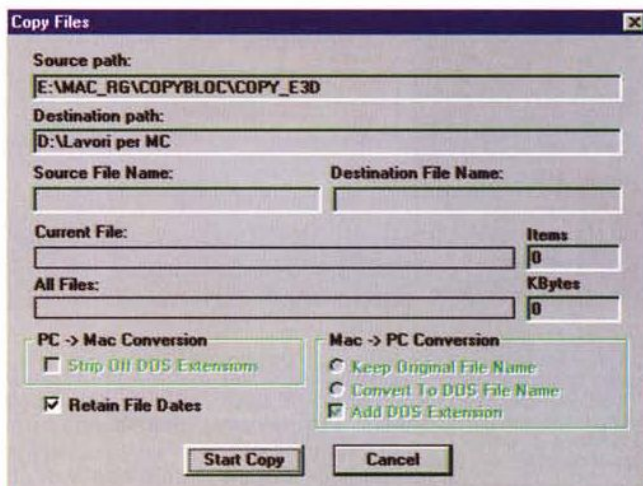 Copy Files
Source path:
E:\MAC_RG\COPYBLOC\COPY_E3D
Destination path:
D:\Lavori per MC
Source File Name: Destination File Name:
Current File: Items
0
All Files: KBytes
0
PC -> Mac Conversion Mac -> PC Conversion
Strip Off DOS Extensions Keep Original File Name
Convert To DOS File Name
Retain File Dates Add DOS Extension
Start Copy Cancel